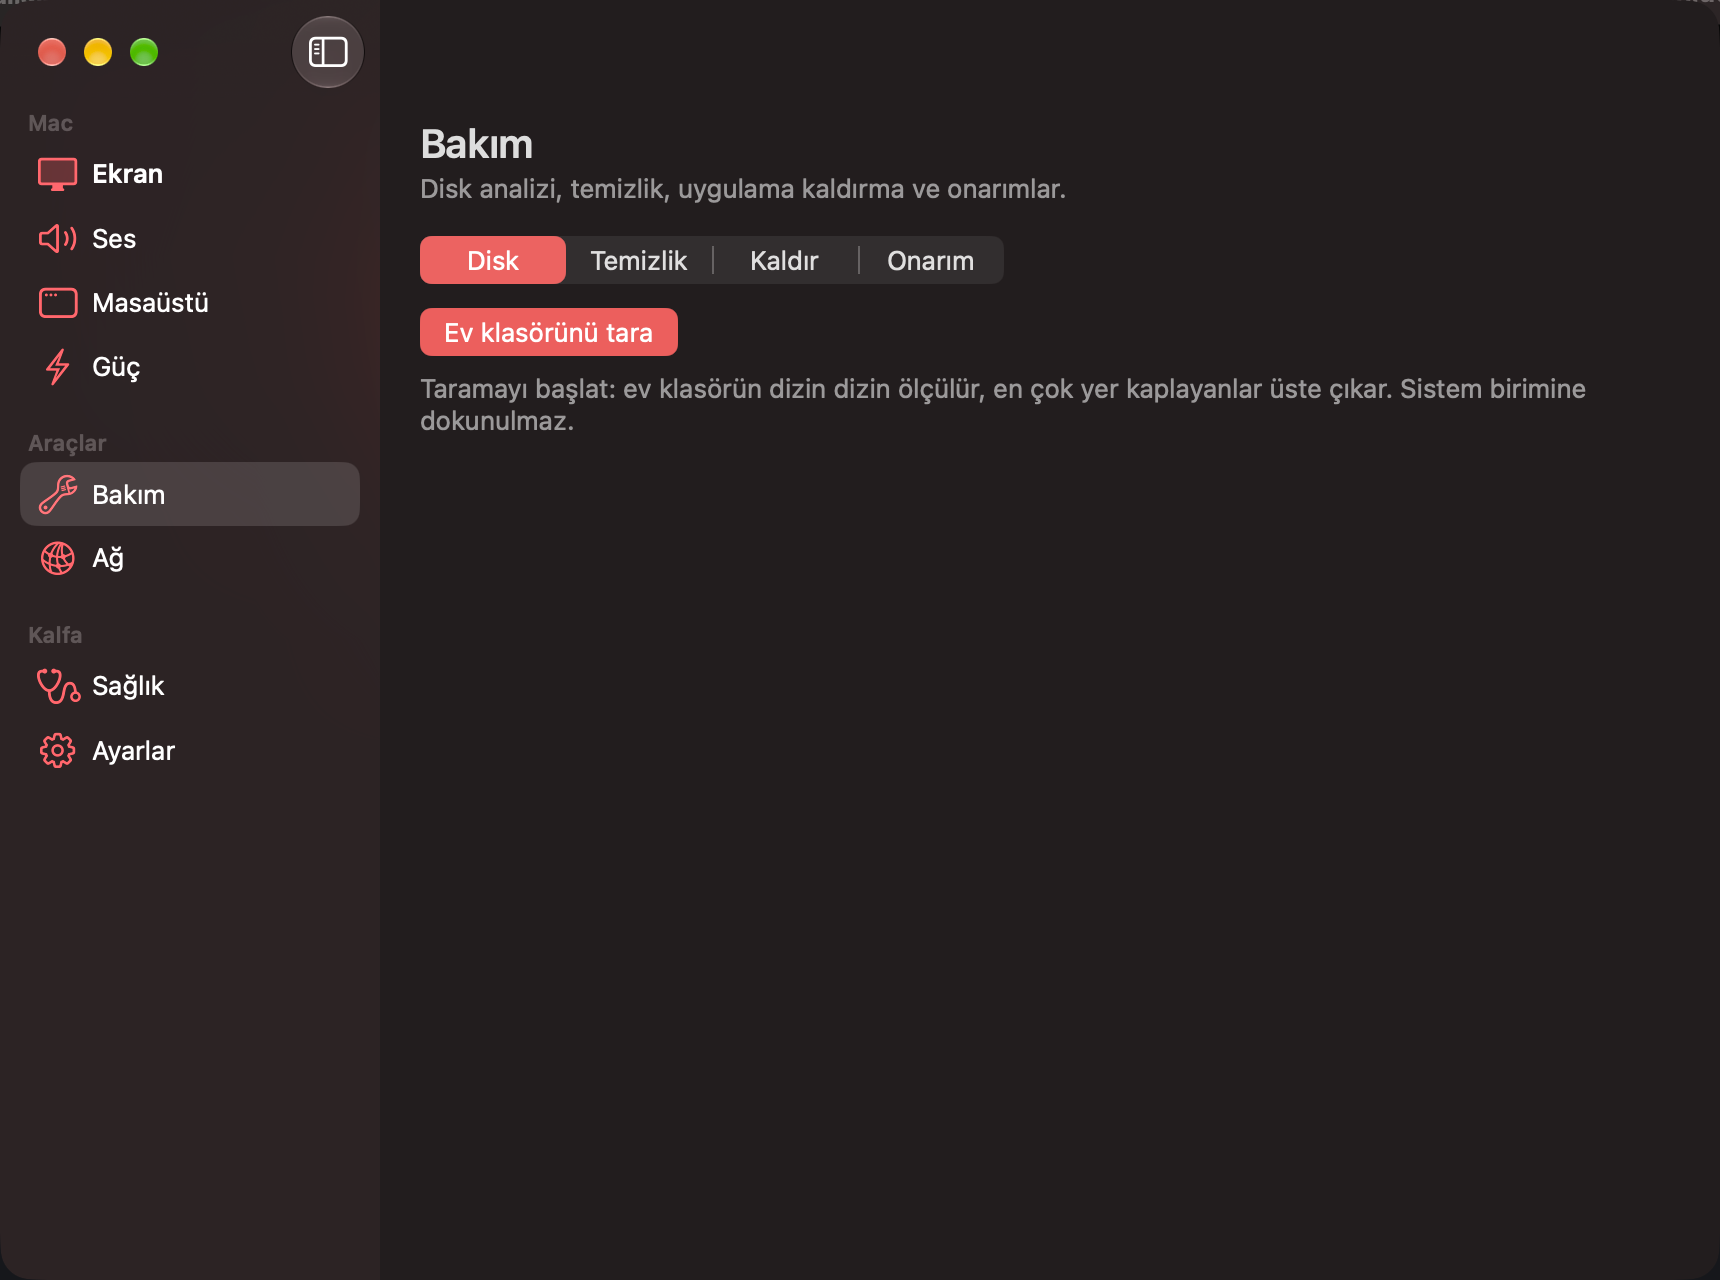 Mac
Ekran
Ses
Masaüstü
Güç
Araçlar
Bakım
Ağ
Kalfa
Sağlık
Ayarlar
Bakım
Disk analizi, temizlik, uygulama kaldırma ve onarımlar.
Disk
Temizlik
Kaldır
Onarım
Ev klasörünü tara
Taramayı başlat: ev klasörün dizin dizin ölçülür, en çok yer kaplayanlar üste çıkar. Sistem birimine
dokunulmaz.